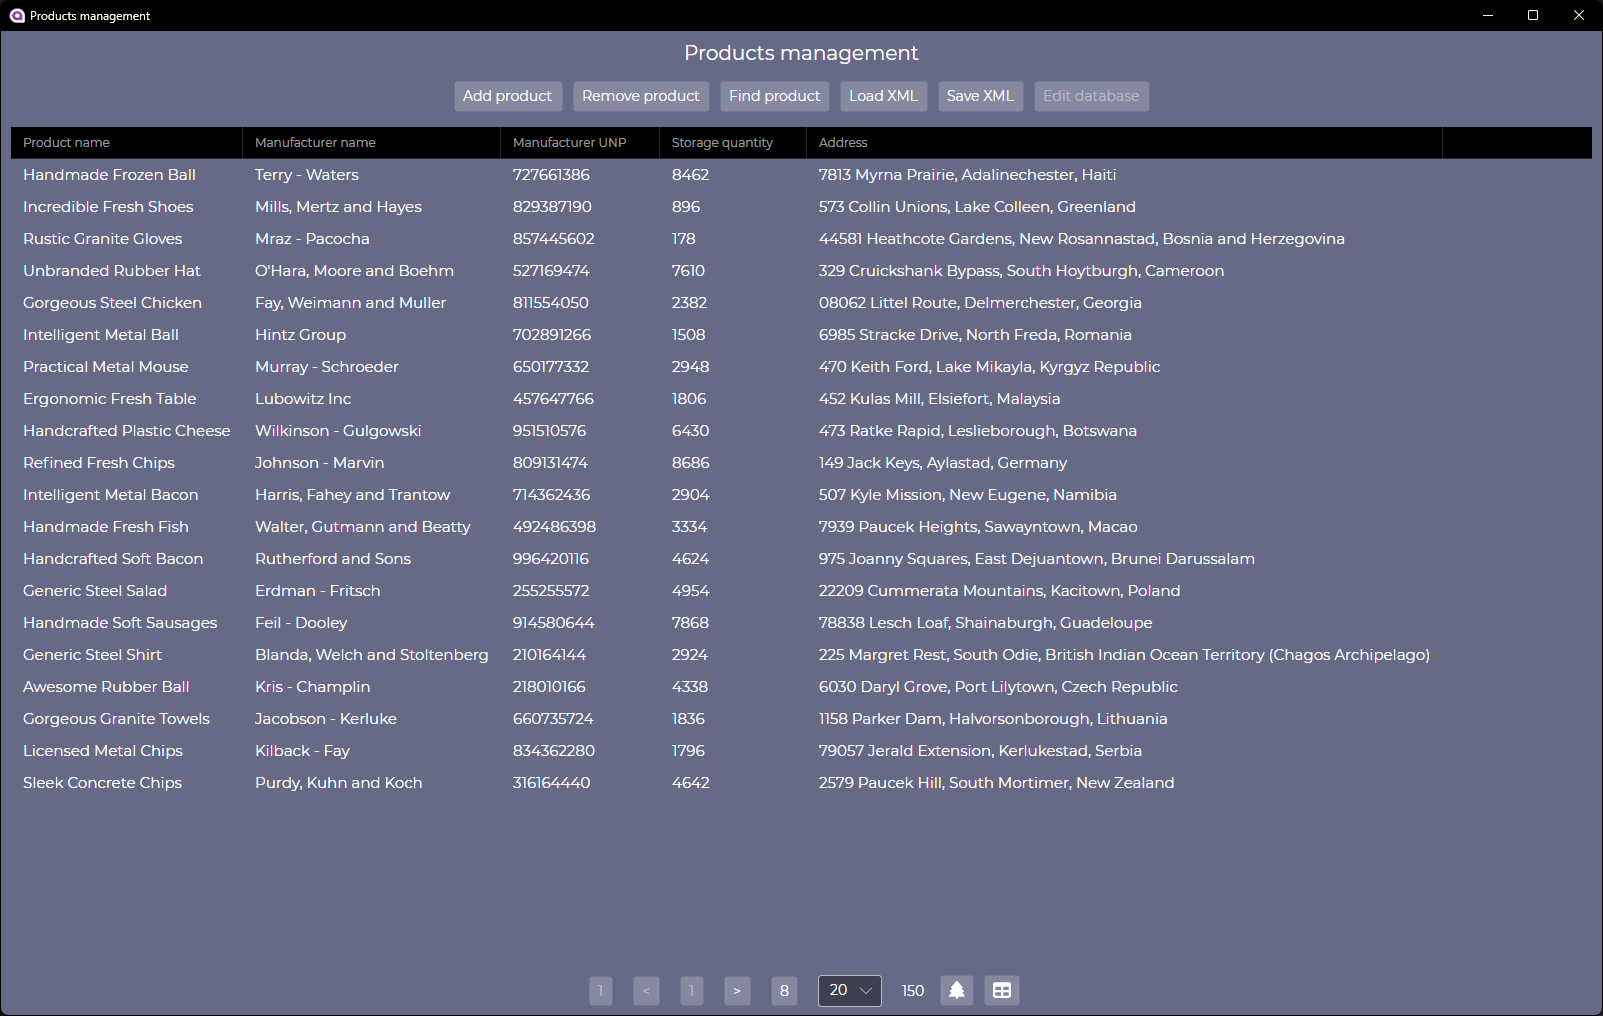 Products management
Products management
Add product Remove product Find product Load XML Save XML Edit database
Product name Manufacturer name Manufacturer UNP Storage quantity Address
Handmade Frozen Ball Terry - Waters 727661386 8462 7813 Myrna Prairie, Adalinechester, Haiti
Incredible Fresh Shoes Mills, Mertz and Hayes 829387190 896 573 Collin Unions, Lake Colleen, Greenland
Rustic Granite Gloves Mraz - Pacocha 857445602 178 44581 Heathcote Gardens, New Rosannastad, Bosnia and Herzegovina
Unbranded Rubber Hat O'Hara, Moore and Boehm 527169474 7610 329 Cruickshank Bypass, South Hoytburgh, Cameroon
Gorgeous Steel Chicken Fay, Weimann and Muller 811554050 2382 08062 Littel Route, Delmerchester, Georgia
Intelligent Metal Ball Hintz Group 702891266 1508 6985 Stracke Drive, North Freda, Romania
Practical Metal Mouse Murray - Schroeder 650177332 2948 470 Keith Ford, Lake Mikayla, Kyrgyz Republic
Ergonomic Fresh Table Lubowitz Inc 457647766 1806 452 Kulas Mill, Elsiefort, Malaysia
Handcrafted Plastic Cheese Wilkinson - Gulgowski 951510576 6430 473 Ratke Rapid, Leslieborough, Botswana
Refined Fresh Chips Johnson - Marvin 809131474 8686 149 Jack Keys, Aylastad, Germany
Intelligent Metal Bacon Harris, Fahey and Trantow 714362436 2904 507 Kyle Mission, New Eugene, Namibia
Handmade Fresh Fish Walter, Gutmann and Beatty 492486398 3334 7939 Paucek Heights, Sawayntown, Macao
Handcrafted Soft Bacon Rutherford and Sons 996420116 4624 975 Joanny Squares, East Dejuantown, Brunei Darussalam
Generic Steel Salad Erdman - Fritsch 255255572 4954 22209 Cummerata Mountains, Kacitown, Poland
Handmade Soft Sausages Feil - Dooley 914580644 7868 78838 Lesch Loaf, Shainaburgh, Guadeloupe
Generic Steel Shirt Blanda, Welch and Stoltenberg 210164144 2924 225 Margret Rest, South Odie, British Indian Ocean Territory (Chagos Archipelago)
Awesome Rubber Ball Kris - Champlin 218010166 4338 6030 Daryl Grove, Port Lilytown, Czech Republic
Gorgeous Granite Towels Jacobson - Kerluke 660735724 1836 1158 Parker Dam, Halvorsonborough, Lithuania
Licensed Metal Chips Kilback - Fay 834362280 1796 79057 Jerald Extension, Kerlukestad, Serbia
Sleek Concrete Chips Purdy, Kuhn and Koch 316164440 4642 2579 Paucek Hill, South Mortimer, New Zealand
1 < 1 > 8 20 150